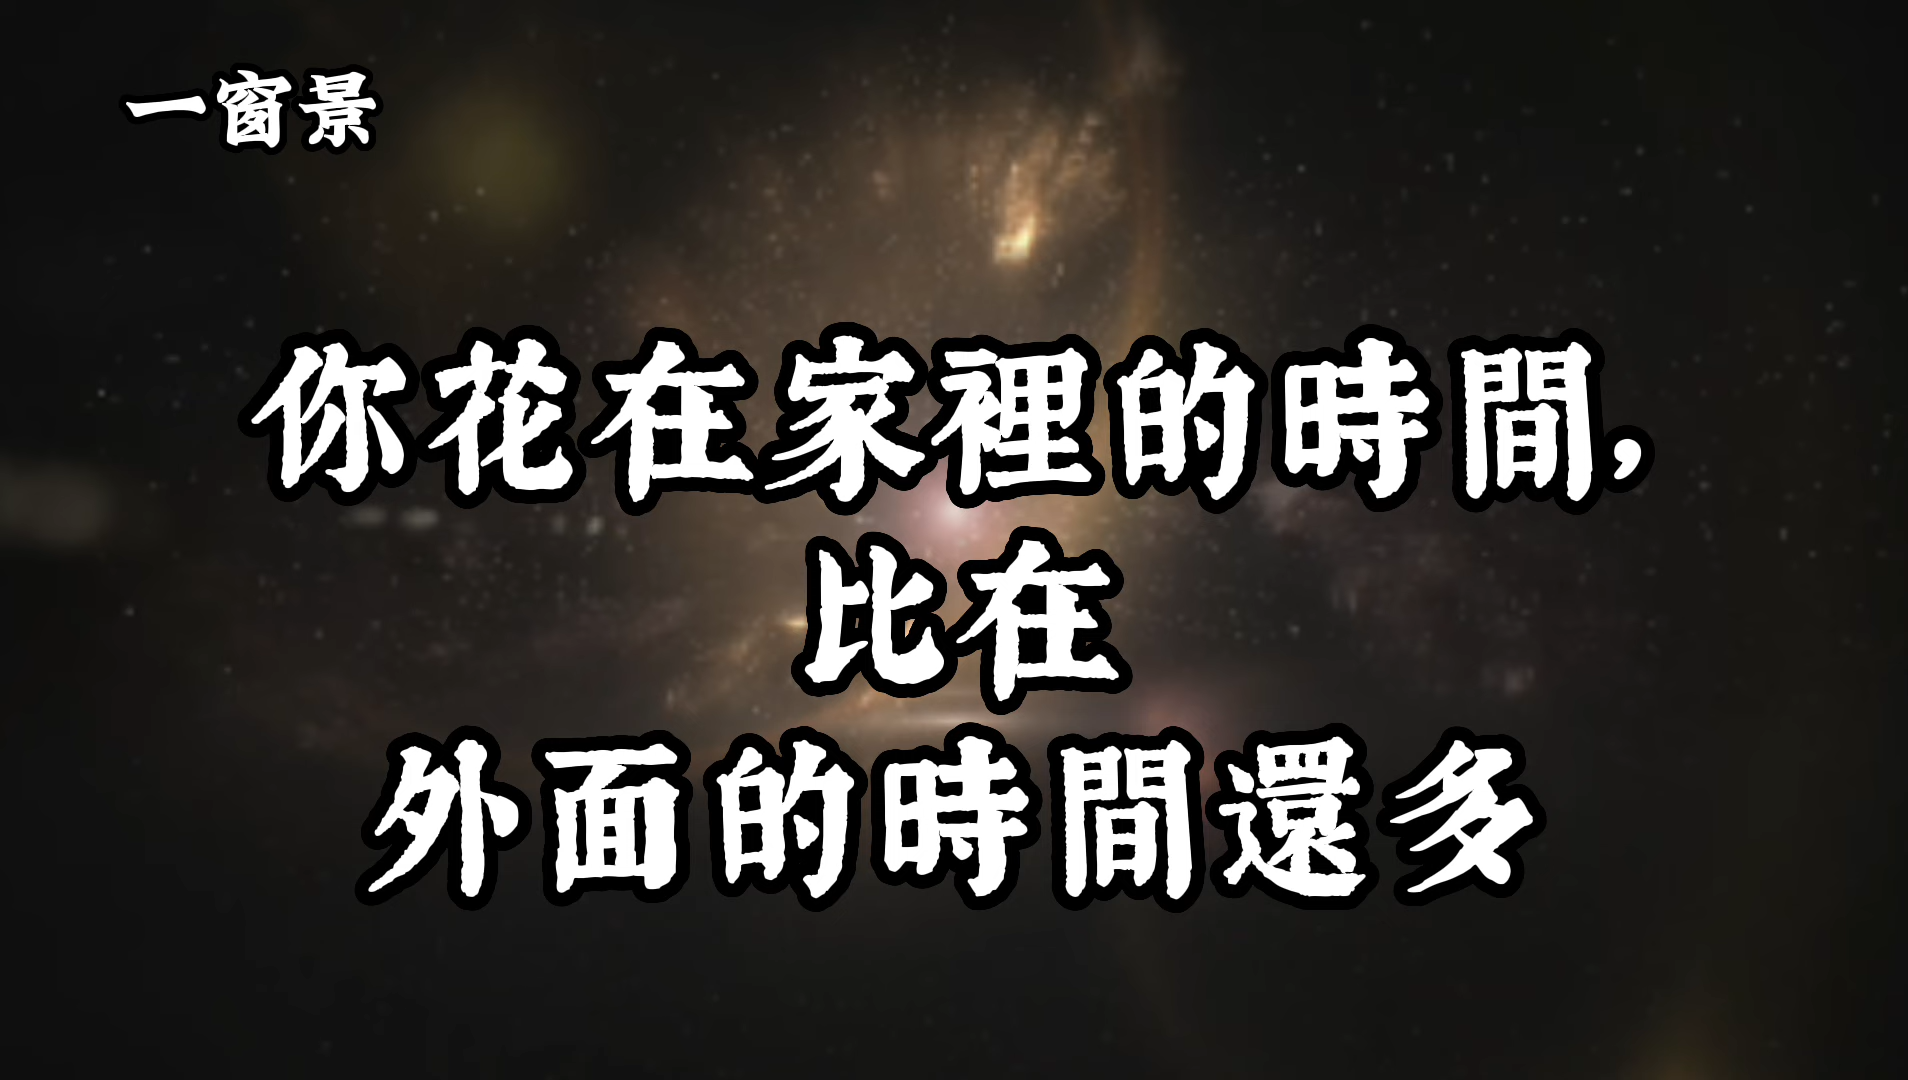 一窗景
你花在家裡的時間,
比在
外面的時間還多